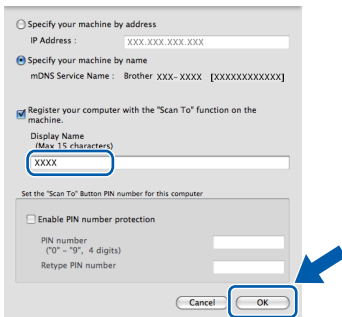 Specify your machine by address
IP Address : XXX.XXX.XXX.XXX
Specify your machine by name
mDNS Service Name : Brother XXX-XXXX [XXXXXXXXXXXX]
Register your computer with the "Scan To" function on the
machine.
Display Name
(Max 15 characters)
XXXX
Set the "Scan To" Button PIN number for this computer
Enable PIN number protection
PIN number
("0" – "9", 4 digits)
Retype PIN number
Cancel OK